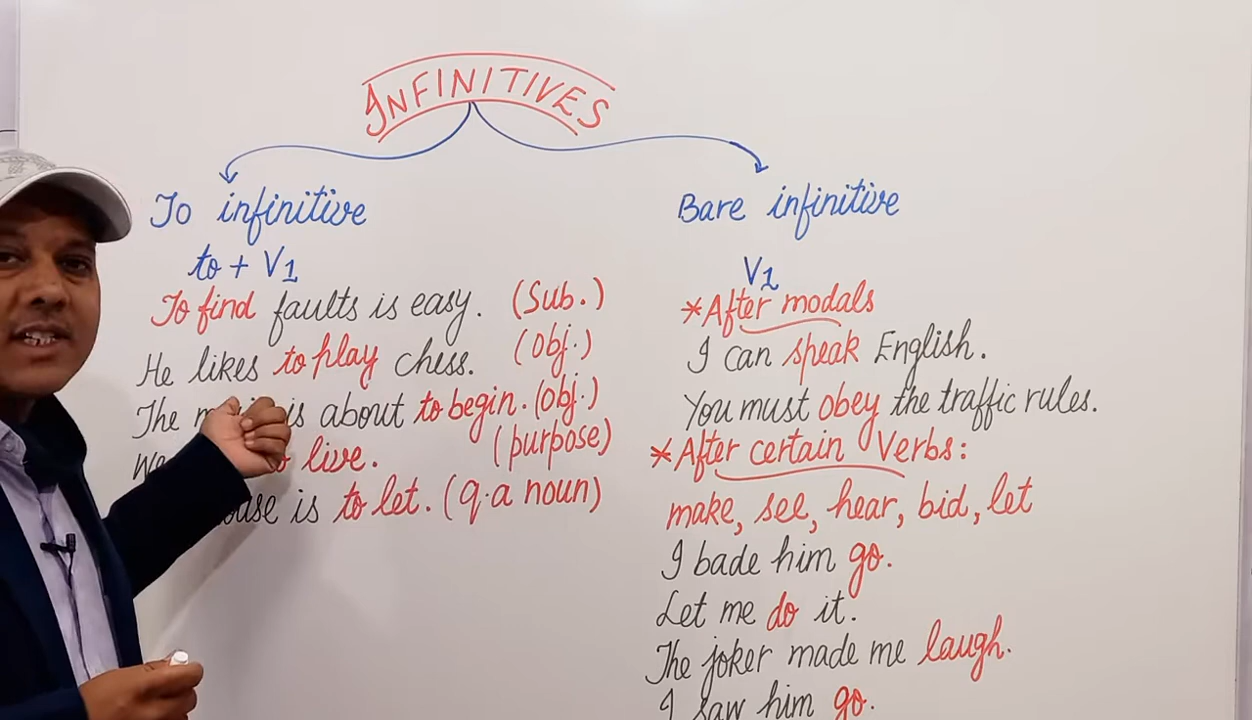 INFINITIVES
To infinitive
to + V1
To find faults is easy. (Sub.)
He likes to play chess. (obj.)
The is about to begin. (obj.)
live. (purpose)
is to let. (q. a noun)
Bare infinitive
V1
*After modals
I can speak English.
You must obey the traffic rules.
*After certain Verbs:
make, see, hear, bid, let
I bade him go.
Let me do it.
The joker made me laugh.
I saw him go.